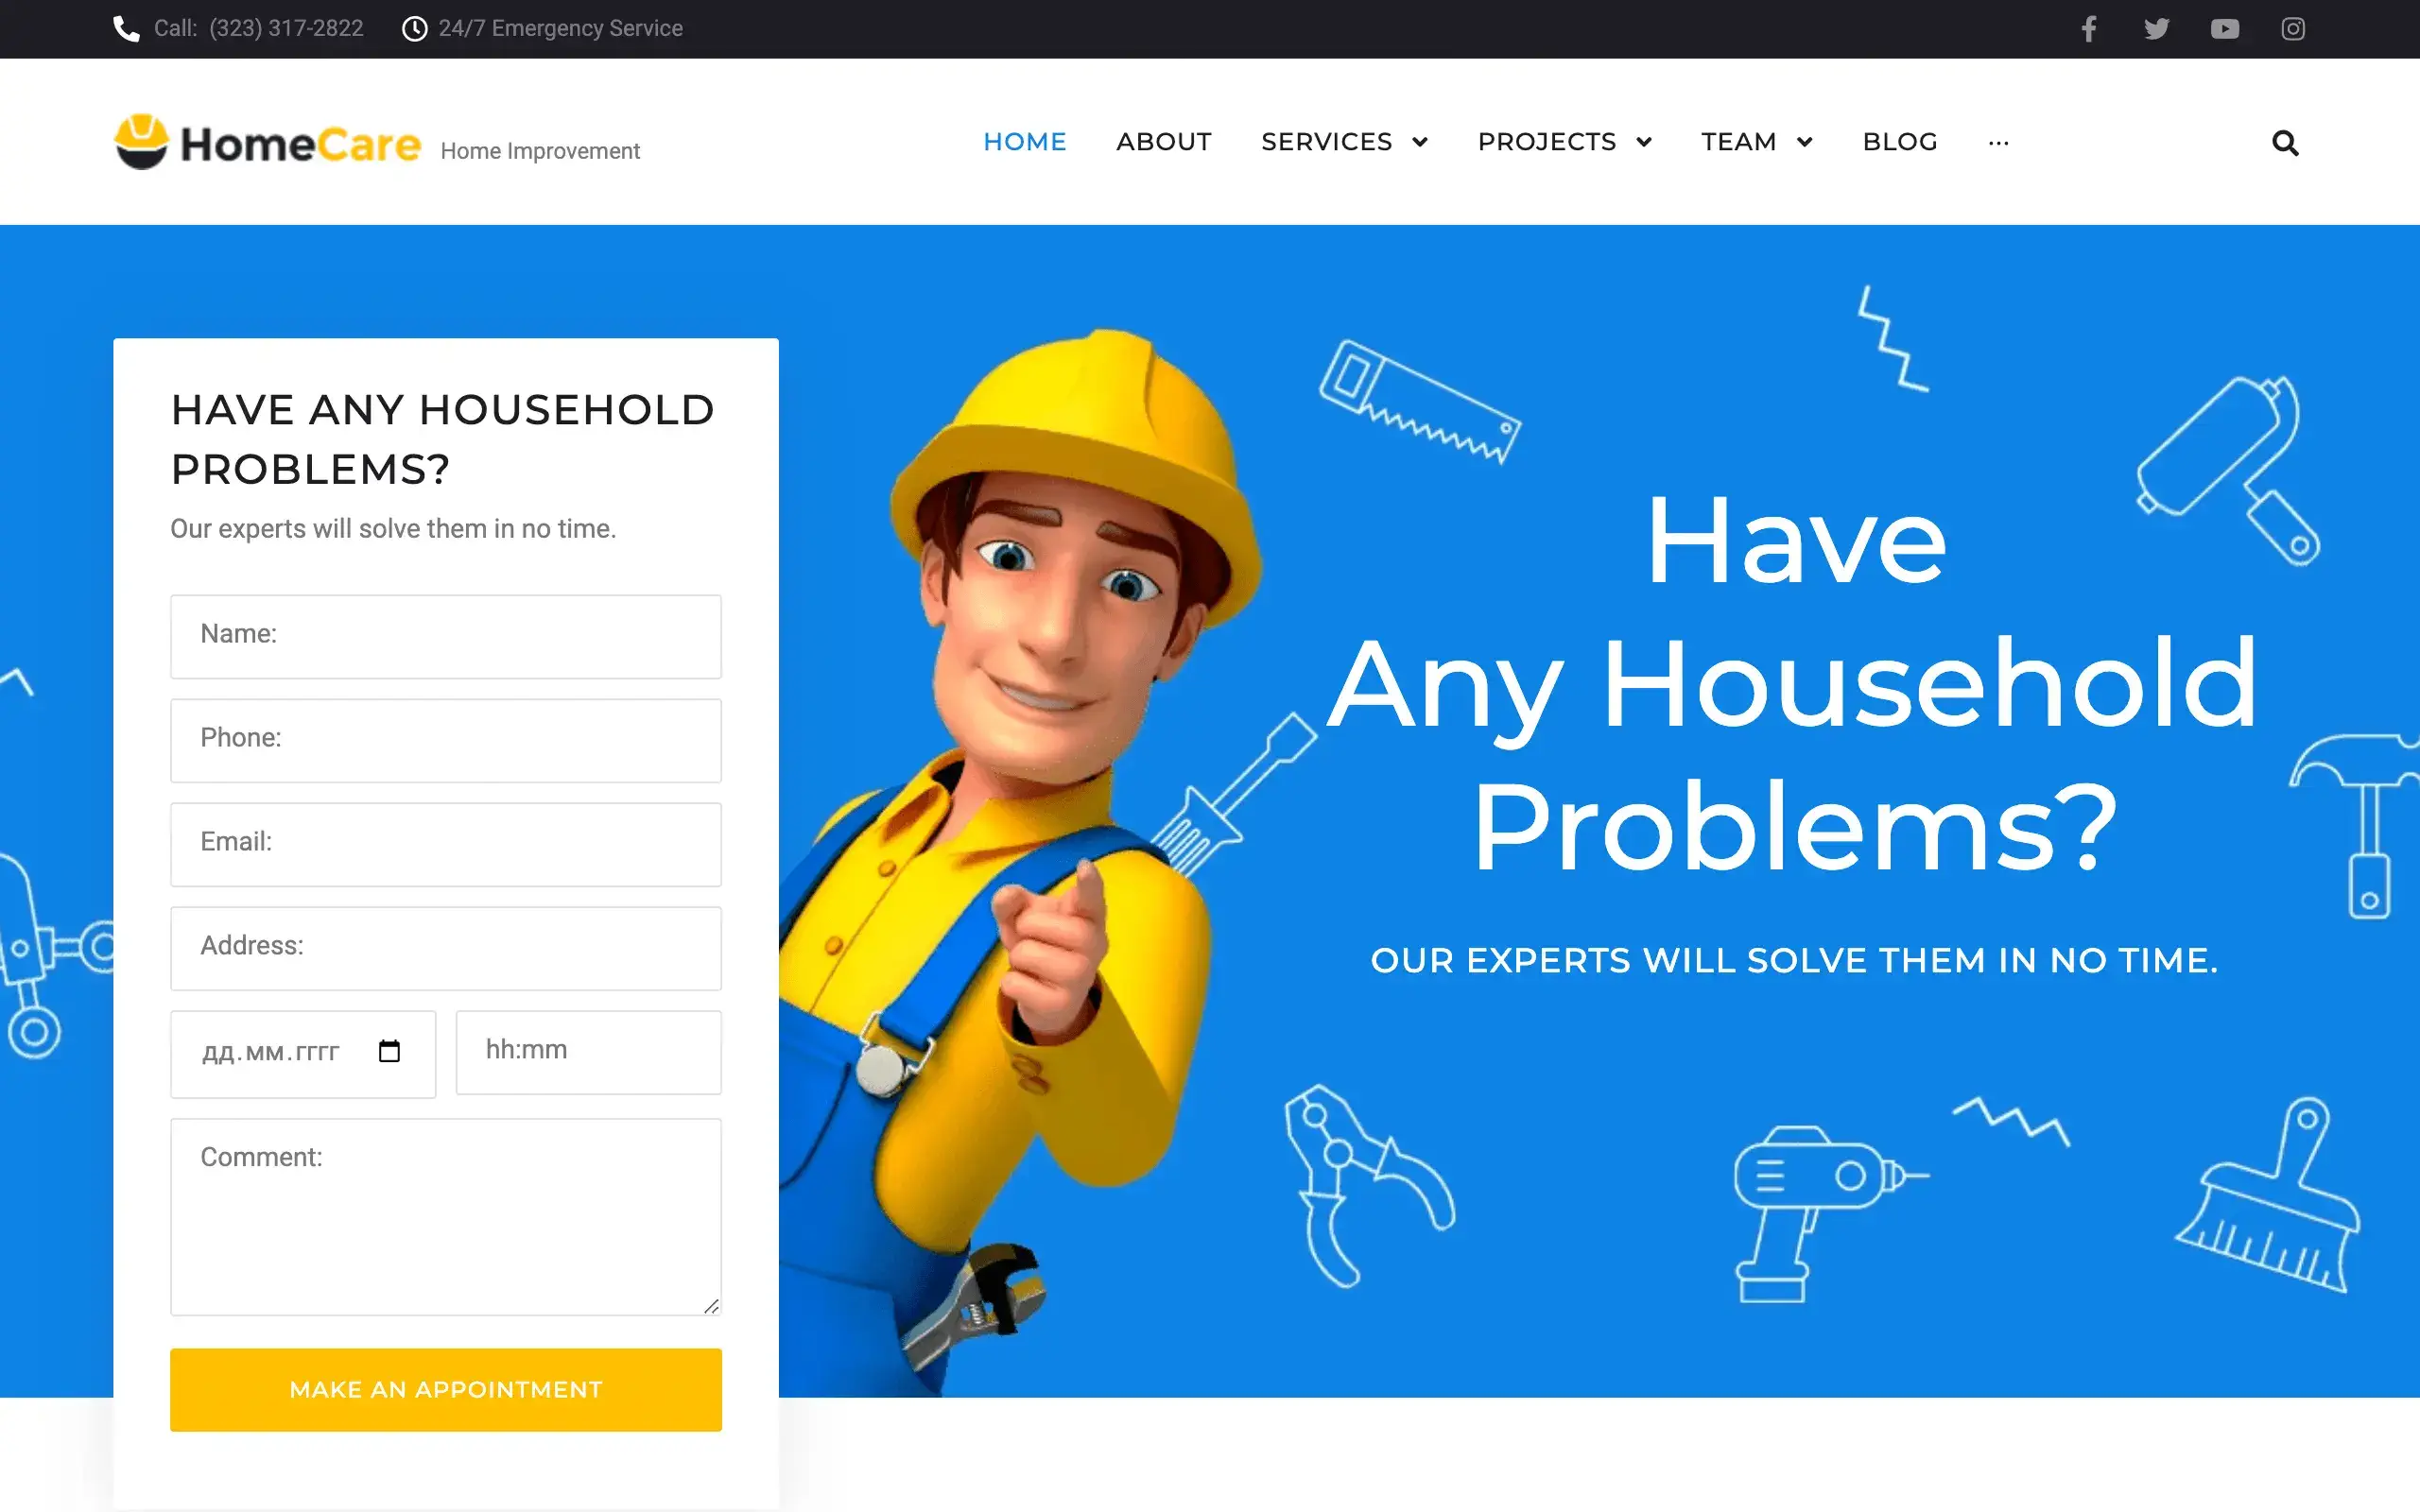 Call: (323) 317-2822
24/7 Emergency Service
HomeCare Home Improvement
HOME ABOUT SERVICES PROJECTS TEAM BLOG ...
HAVE ANY HOUSEHOLD
PROBLEMS?
Our experts will solve them in no time.
Name:
Phone:
Email:
Address:
дд.мм.гггг
hh:mm
Comment:
MAKE AN APPOINTMENT
Have
Any Household
Problems?
OUR EXPERTS WILL SOLVE THEM IN NO TIME.